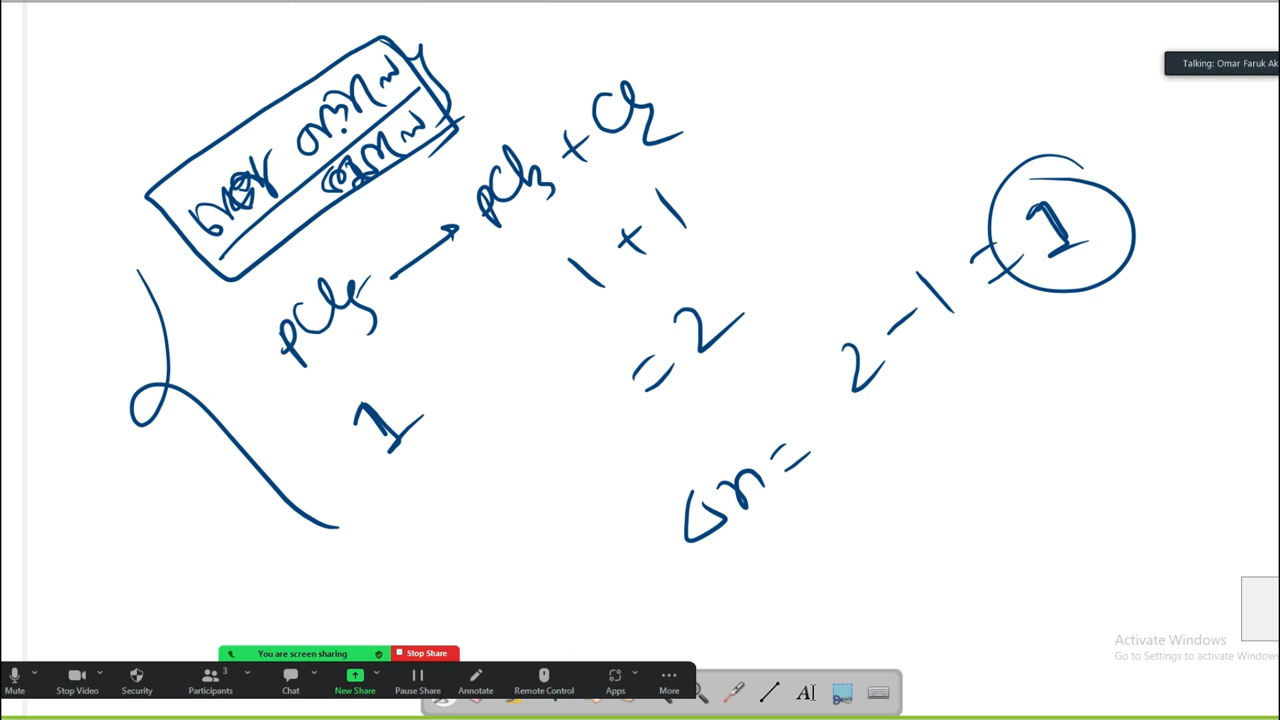 Talking: Omar Faruk Ak
pCl5 → pCl3 + Cl2
1
1 + 1
= 2
Δn = 2 - 1 = 1
Activate Windows
Go to Settings to activate Windows
You are screen sharing
Stop Share
Mute
Stop Video
Security
Participants 3
Chat
New Share
Pause Share
Annotate
Remote Control
Apps
More